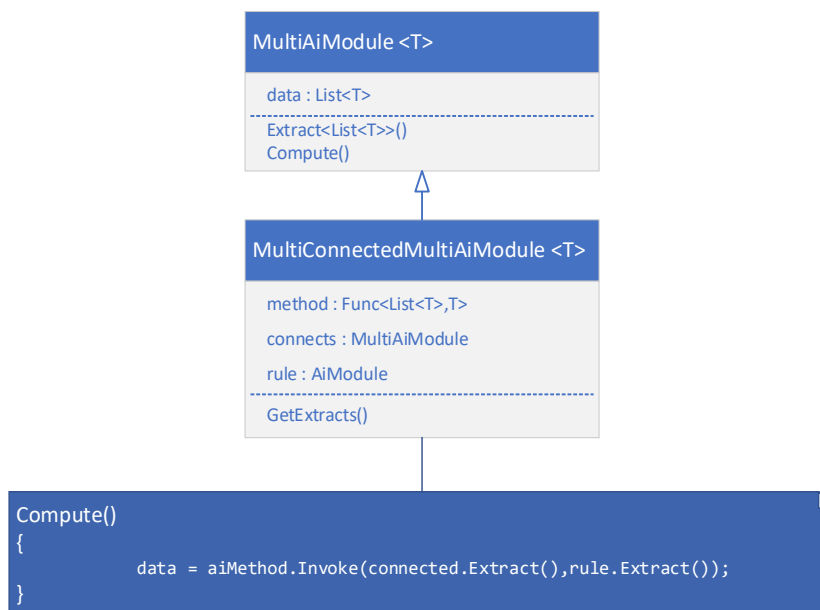 MultiAiModule <T>
data : List<T>
Extract<List<T>>()
Compute()
MultiConnectedMultiAiModule <T>
method : Func<List<T>,T>
connects : MultiAiModule
rule : AiModule
GetExtracts()
Compute()
{
data = aiMethod.Invoke(connected.Extract(),rule.Extract());
}